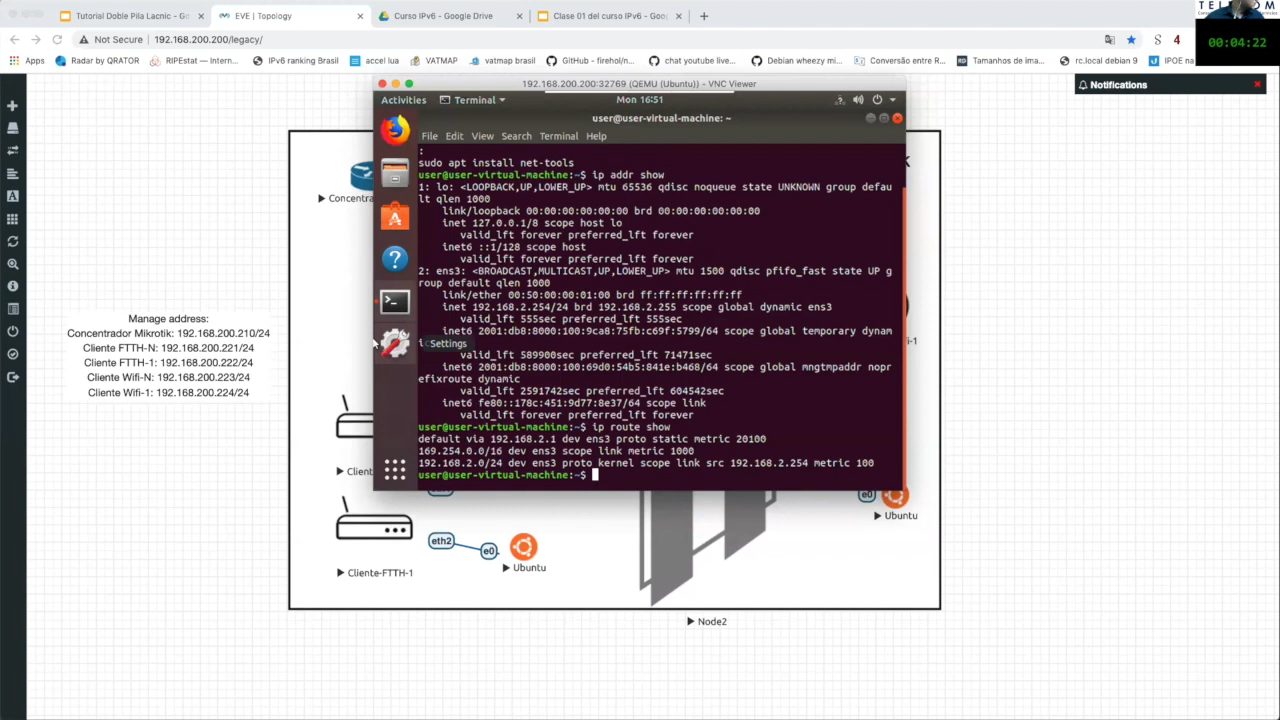 Tutorial Doble Pila Lacnic - Go
EVE | Topology
Curso IPv6 - Google Drive
Clase 01 del curso IPv6 - Goog
TEL
OM
Not Secure | 192.168.200.200/legacy/
00:04:22
Apps
Radar by QRATOR
RIPEstat — Intern...
IPv6 ranking Brasil
accel lua
VATMAP
vatmap brasil
GitHub - firehol/netd...
chat youtube live...
Debian wheezy mi...
Conversão entre R...
Tamanhos de ima...
rc.local debian 9
IPOE na
Notifications
192.168.200.200:32769 (QEMU (Ubuntu)) - VNC Viewer
Activities
Terminal
Mon 16:51
user@user-virtual-machine: ~
File Edit View Search Terminal Help
:
sudo apt install net-tools
user@user-virtual-machine:~$ ip addr show
1: lo: <LOOPBACK,UP,LOWER_UP> mtu 65536 qdisc noqueue state UNKNOWN group defau
lt qlen 1000
link/loopback 00:00:00:00:00:00 brd 00:00:00:00:00:00
inet 127.0.0.1/8 scope host lo
valid_lft forever preferred_lft forever
inet6 ::1/128 scope host
valid_lft forever preferred_lft forever
2: ens3: <BROADCAST,MULTICAST,UP,LOWER_UP> mtu 1500 qdisc pfifo_fast state UP g
roup default qlen 1000
link/ether 00:50:00:00:01:00 brd ff:ff:ff:ff:ff:ff
inet 192.168.2.254/24 brd 192.168.2.255 scope global dynamic ens3
valid_lft 555sec preferred_lft 555sec
inet6 2001:db8:8000:100:9ca8:75fb:c69f:5799/64 scope global temporary dynam
i
Settings
valid_lft 589900sec preferred_lft 71471sec
inet6 2001:db8:8000:100:69d0:54b5:841e:b468/64 scope global mngtmpaddr nopr
efixroute dynamic
valid_lft 2591742sec preferred_lft 604542sec
inet6 fe80::178c:451:9d77:8e37/64 scope link
valid_lft forever preferred_lft forever
user@user-virtual-machine:~$ ip route show
default via 192.168.2.1 dev ens3 proto static metric 20100
169.254.0.0/16 dev ens3 scope link metric 1000
192.168.2.0/24 dev ens3 proto kernel scope link src 192.168.2.254 metric 100
user@user-virtual-machine:~$
Concentra
Manage address:
Concentrador Mikrotik: 192.168.200.210/24
Cliente FTTH-N: 192.168.200.221/24
Cliente FTTH-1: 192.168.200.222/24
Cliente Wifi-N: 192.168.200.223/24
Cliente Wifi-1: 192.168.200.224/24
K
fi-1
Client
e0
Ubuntu
eth2
e0
Ubuntu
Cliente-FTTH-1
Node2